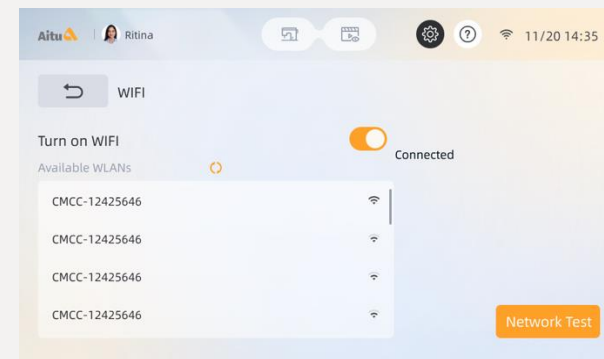 Aitu Ritina 11/20 14:35
WIFI
Turn on WIFI
Connected
Available WLANs
CMCC-12425646
CMCC-12425646
CMCC-12425646
CMCC-12425646
Network Test